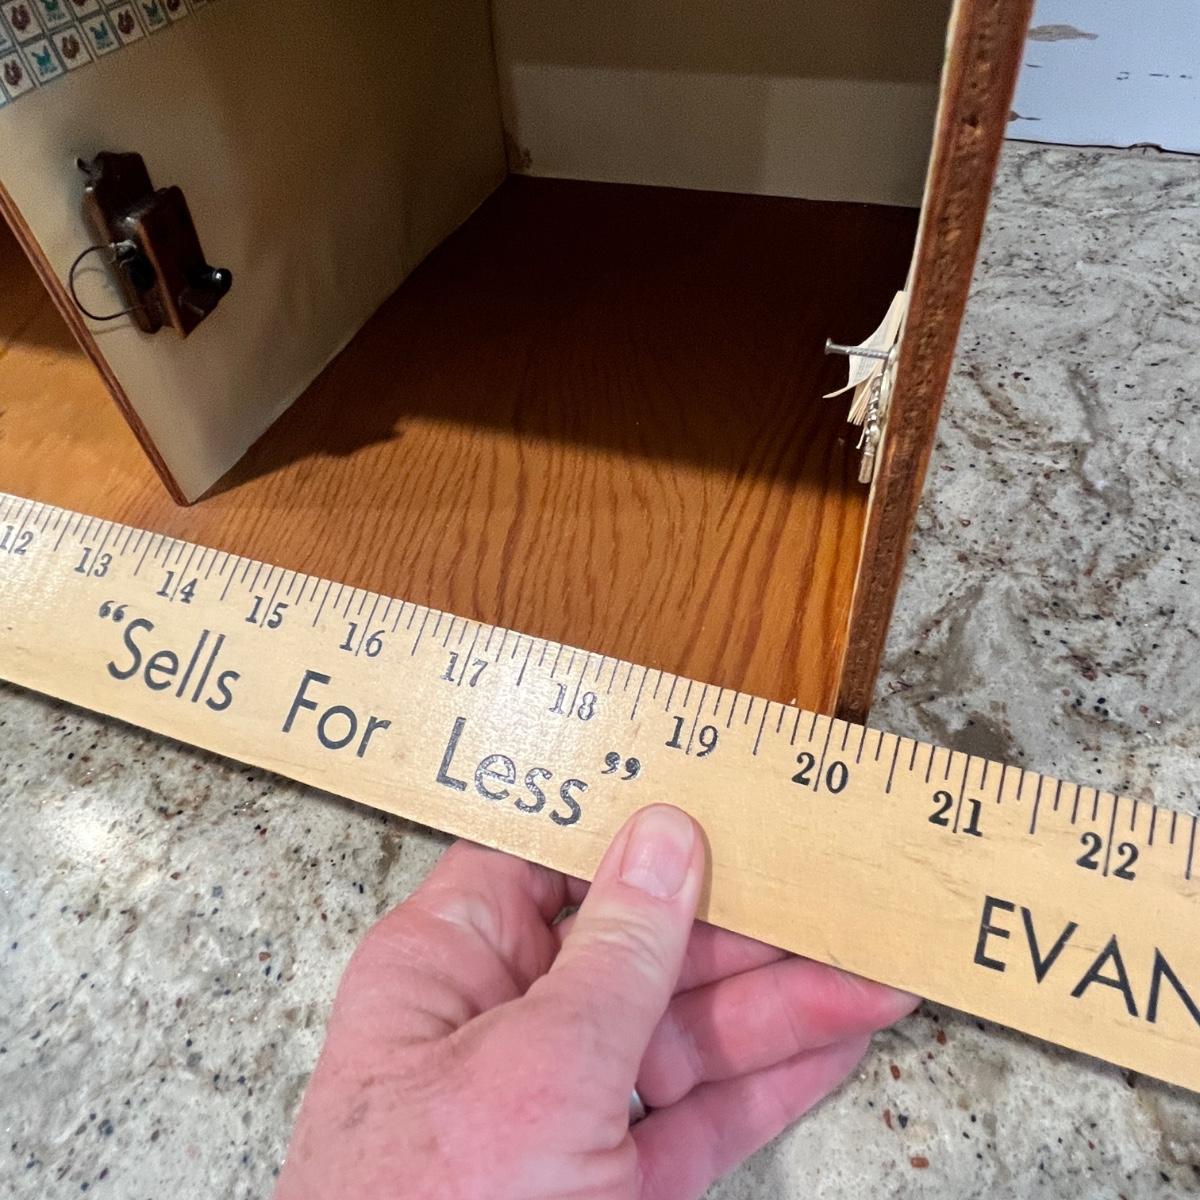 12 13 14 15 16 17 18 19 20 21 22
“Sells For Less”
EVAN